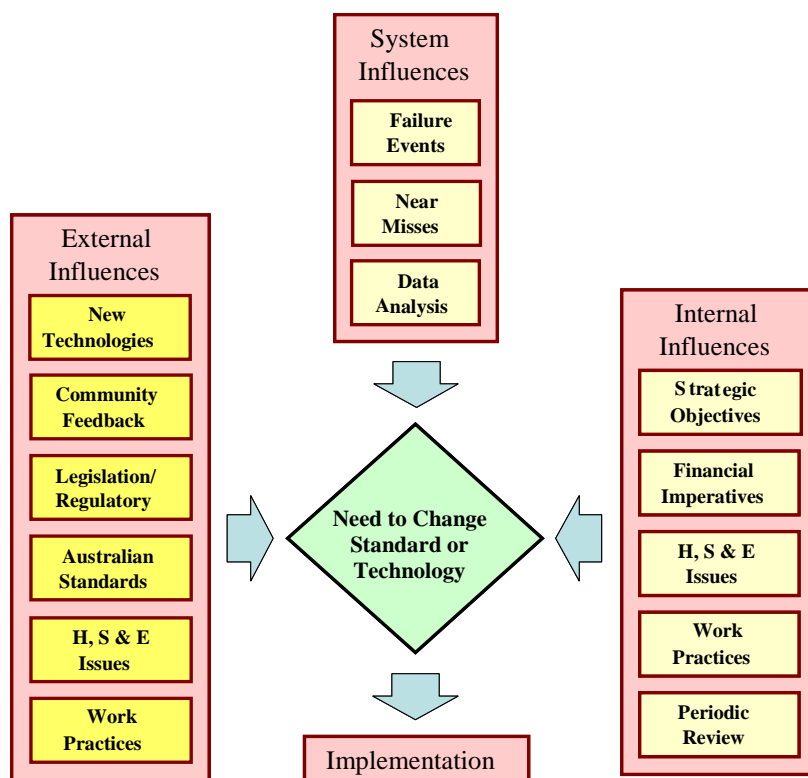 System
Influences
Failure
Events
Near
Misses
Data
Analysis
External
Influences
New
Technologies
Community
Feedback
Legislation/
Regulatory
Australian
Standards
H, S & E
Issues
Work
Practices
Need to Change
Standard or
Technology
Internal
Influences
Strategic
Objectives
Financial
Imperatives
H, S & E
Issues
Work
Practices
Periodic
Review
Implementation